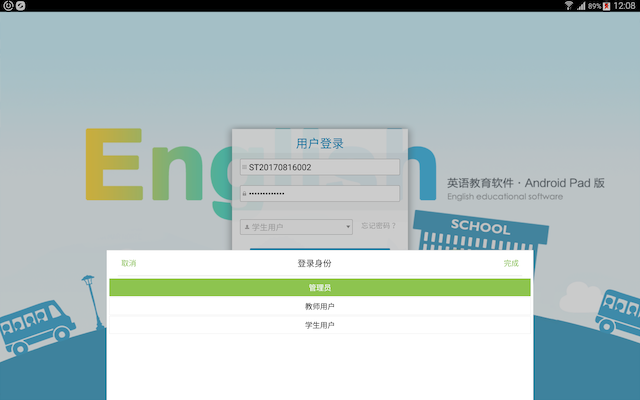 89%
12:08
English
用户登录
ST20170816002
•••••••••••••
英语教育软件·Android Pad 版
English educational software
学生用户
忘记密码？
SCHOOL
取消
登录身份
完成
管理员
教师用户
学生用户